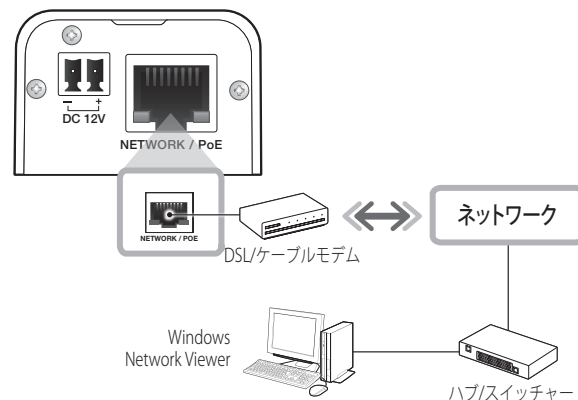 − +
DC 12V
NETWORK / PoE
NETWORK / POE
DSL/ケーブルモデム
ネットワーク
Windows
Network Viewer
ハブ/スイッチャー